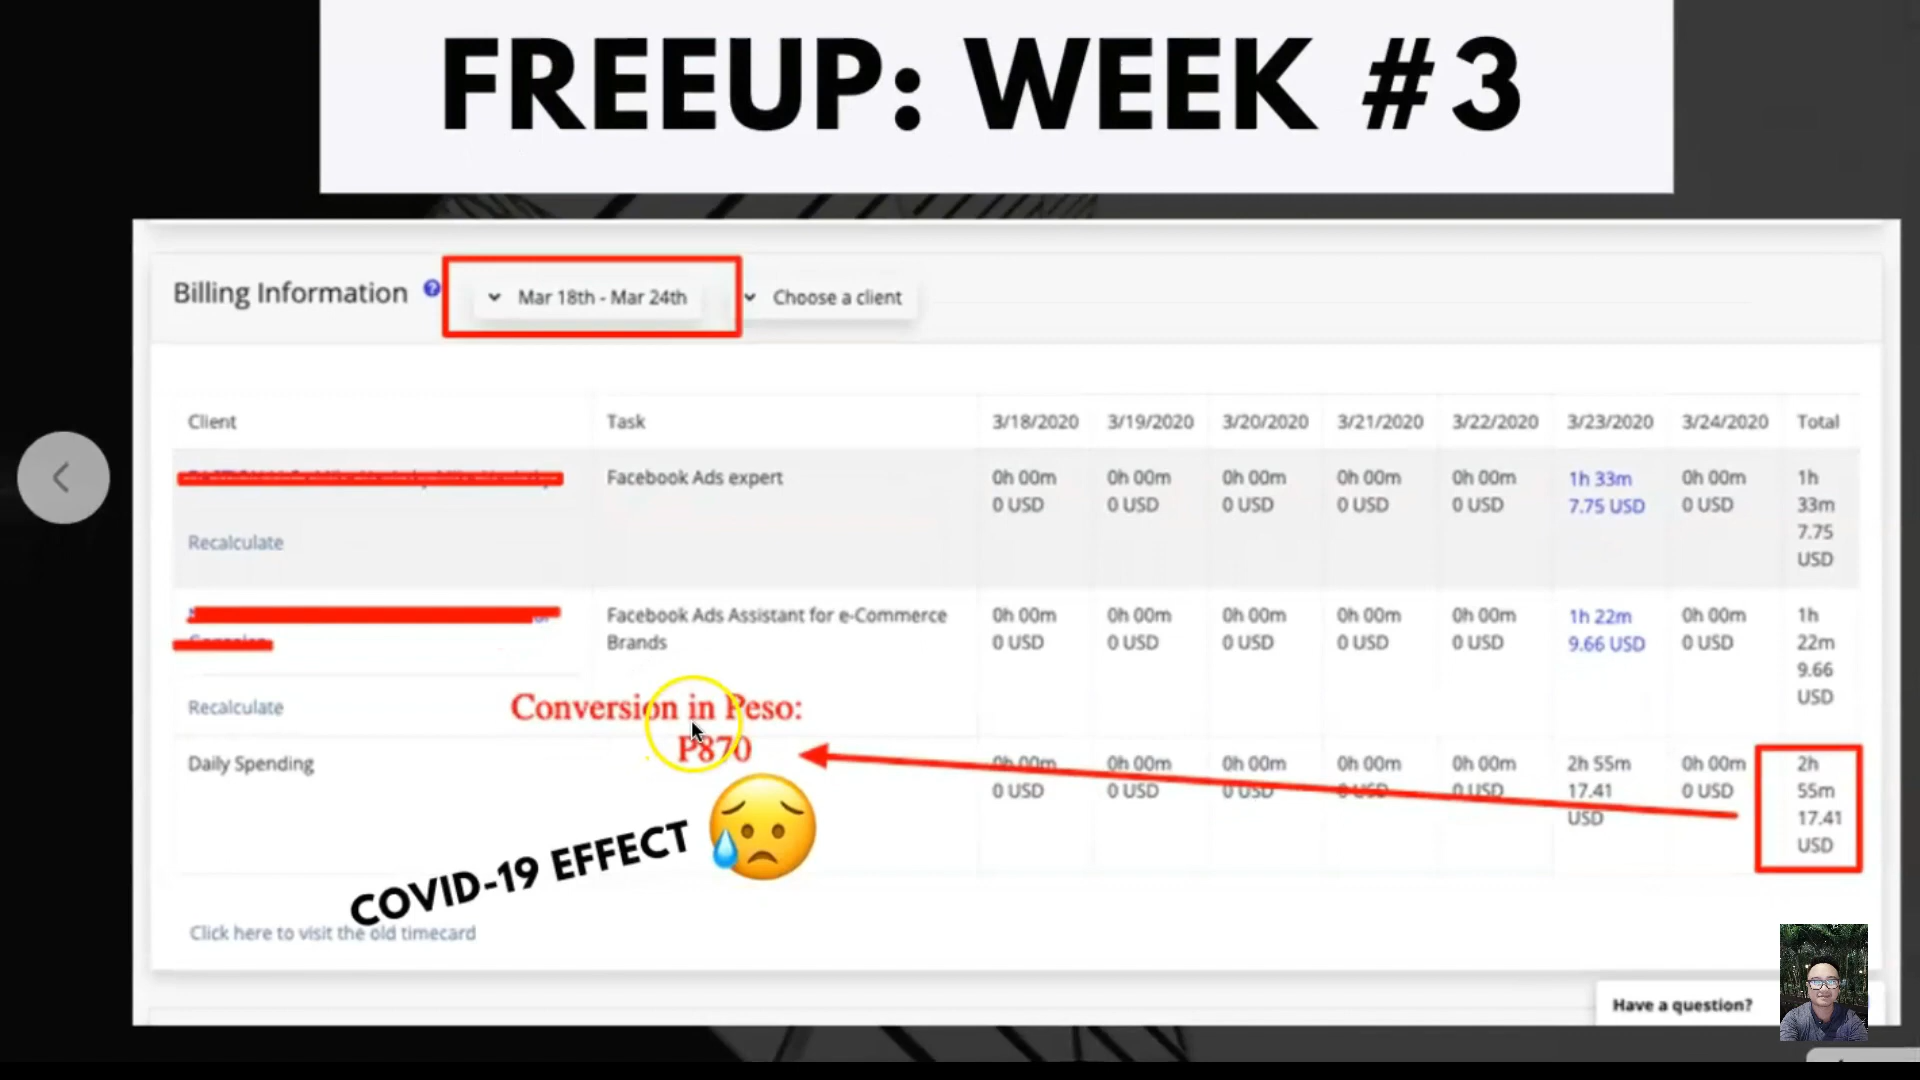 FREEUP: WEEK #3
Billing Information ?
Mar 18th - Mar 24th
Choose a client
Client Task 3/18/2020 3/19/2020 3/20/2020 3/21/2020 3/22/2020 3/23/2020 3/24/2020 Total
Facebook Ads expert 0h 00m 0h 00m 0h 00m 0h 00m 0h 00m 1h 33m 0h 00m 1h
0 USD 0 USD 0 USD 0 USD 0 USD 7.75 USD 0 USD 33m
7.75
Recalculate
USD
Facebook Ads Assistant for e-Commerce 0h 00m 0h 00m 0h 00m 0h 00m 0h 00m 1h 22m 0h 00m 1h
Brands 0 USD 0 USD 0 USD 0 USD 0 USD 9.66 USD 0 USD 22m
9.66
USD
Recalculate
Conversion in Peso:
P870
Daily Spending 0h 00m 0h 00m 0h 00m 0h 00m 0h 00m 2h 55m 0h 00m 2h
0 USD 0 USD 0 USD 0 USD 0 USD 17.41 0 USD 55m
USD 17.41
USD
COVID-19 EFFECT
Click here to visit the old timecard
Have a question?